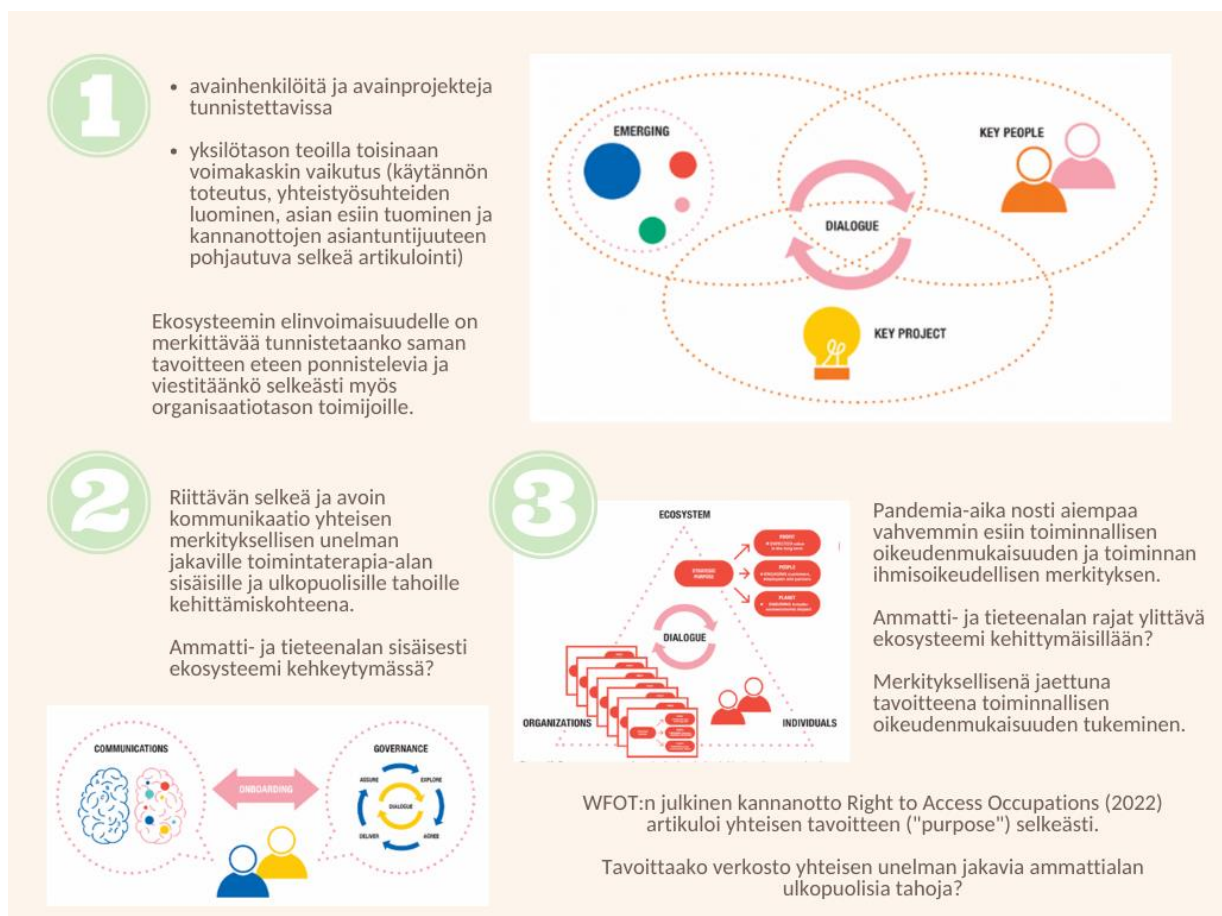 1
• avainhenkilöitä ja avainprojekteja
tunnistettavissa
• yksilötason teoilla toisinaan
voimakaskin vaikutus (käytännön
toteutus, yhteistyösuhteiden
luominen, asian esiin tuominen ja
kannanottojen asiantuntijuuteen
pohjautuva selkeä artikulointi)
Ekosysteemin elinvoimaisuudelle on
merkittävää tunnistetaanko saman
tavoitteen eteen ponnistelevia ja
viestitäänkö selkeästi myös
organisaatiotason toimijoille.
EMERGING
KEY PEOPLE
DIALOGUE
KEY PROJECT
2
Riittävän selkeä ja avoin
kommunikaatio yhteisen
merkityksellisen unelman
jakaville toimintaterapia-alan
sisäisille ja ulkopuolisille tahoille
kehittämiskohteena.
Ammatti- ja tieteenalan sisäisesti
ekosysteemi kehkeytymässä?
COMMUNICATIONS
GOVERNANCE
ONBOARDING
ASSURE
EXPLORE
DIALOGUE
DELIVER
AGREE
3
ECOSYSTEM
STRATEGIC
PURPOSE
PROFIT
PEOPLE
PLANET
DIALOGUE
ORGANIZATIONS
INDIVIDUALS
Pandemia-aika nosti aiempaa
vahvemmin esiin toiminnallisen
oikeudenmukaisuuden ja toiminnan
ihmisoikeudellisen merkityksen.
Ammatti- ja tieteenalan rajat ylittävä
ekosysteemi kehittymäisillään?
Merkityksellisenä jaettuna
tavoitteena toiminnallisen
oikeudenmukaisuuden tukeminen.
WFOT:n julkinen kannanotto Right to Access Occupations (2022)
artikuloi yhteisen tavoitteen ("purpose") selkeästi.
Tavoittaako verkosto yhteisen unelman jakavia ammattialan
ulkopuolisia tahoja?